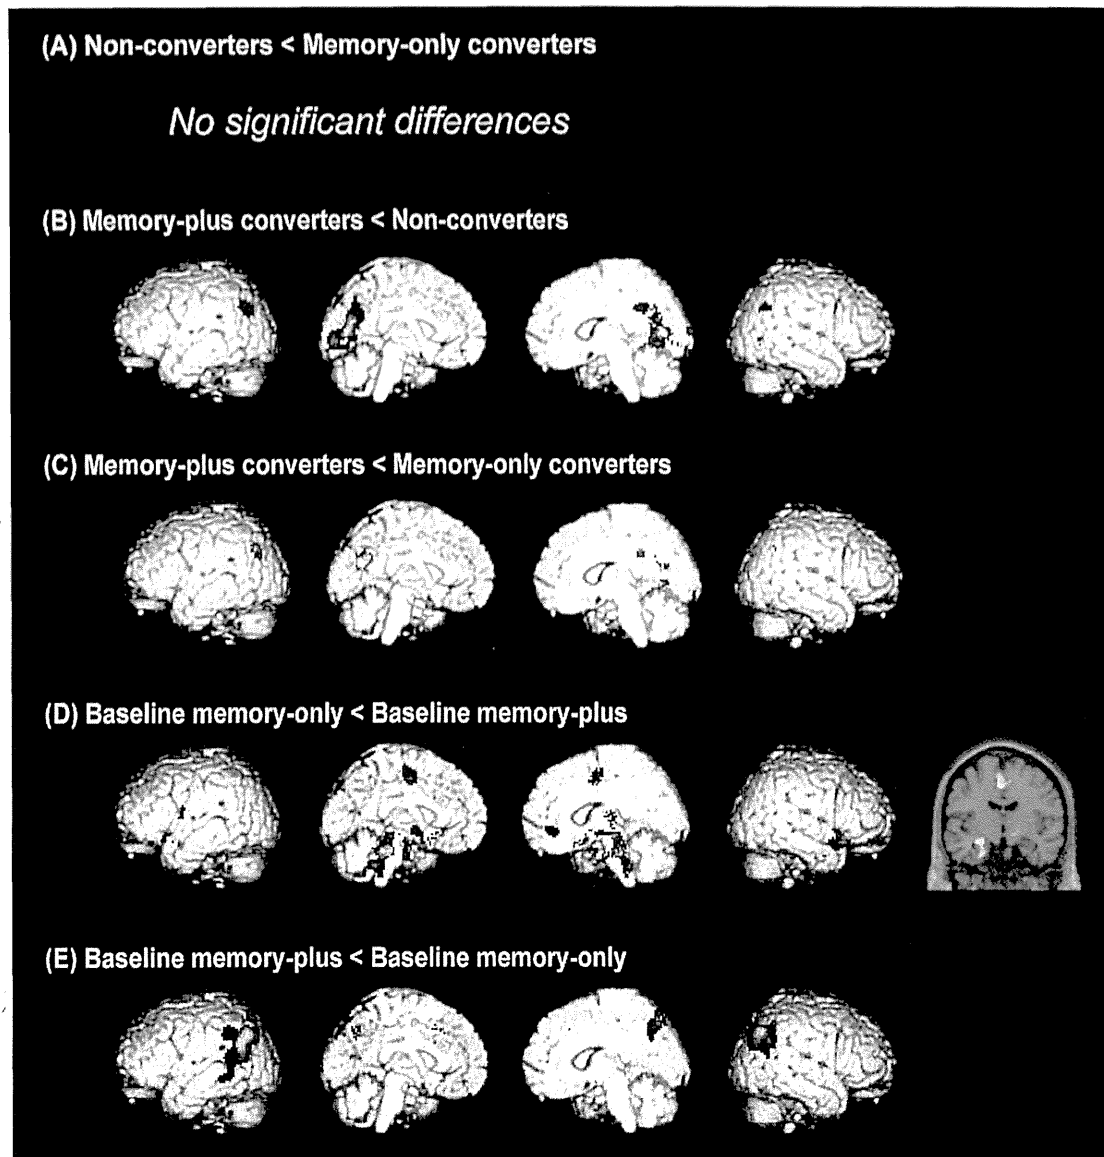 (A) Non-converters < Memory-only converters
No significant differences
(B) Memory-plus converters < Non-converters
(C) Memory-plus converters < Memory-only converters
(D) Baseline memory-only < Baseline memory-plus
(E) Baseline memory-plus < Baseline memory-only